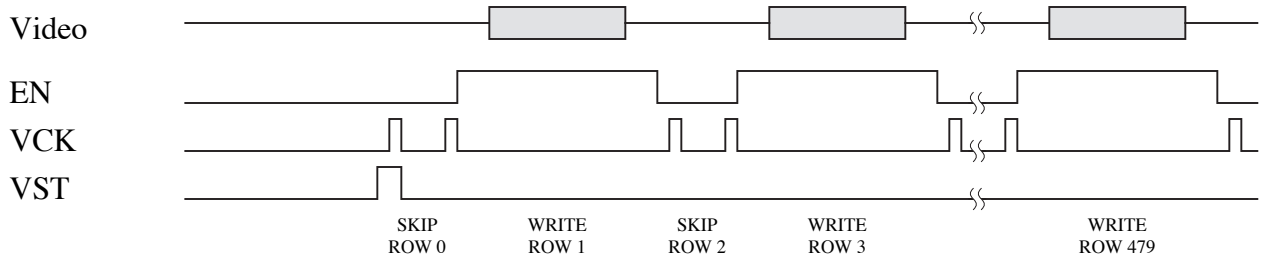 Video
EN
VCK
VST
SKIP
ROW 0
WRITE
ROW 1
SKIP
ROW 2
WRITE
ROW 3
WRITE
ROW 479